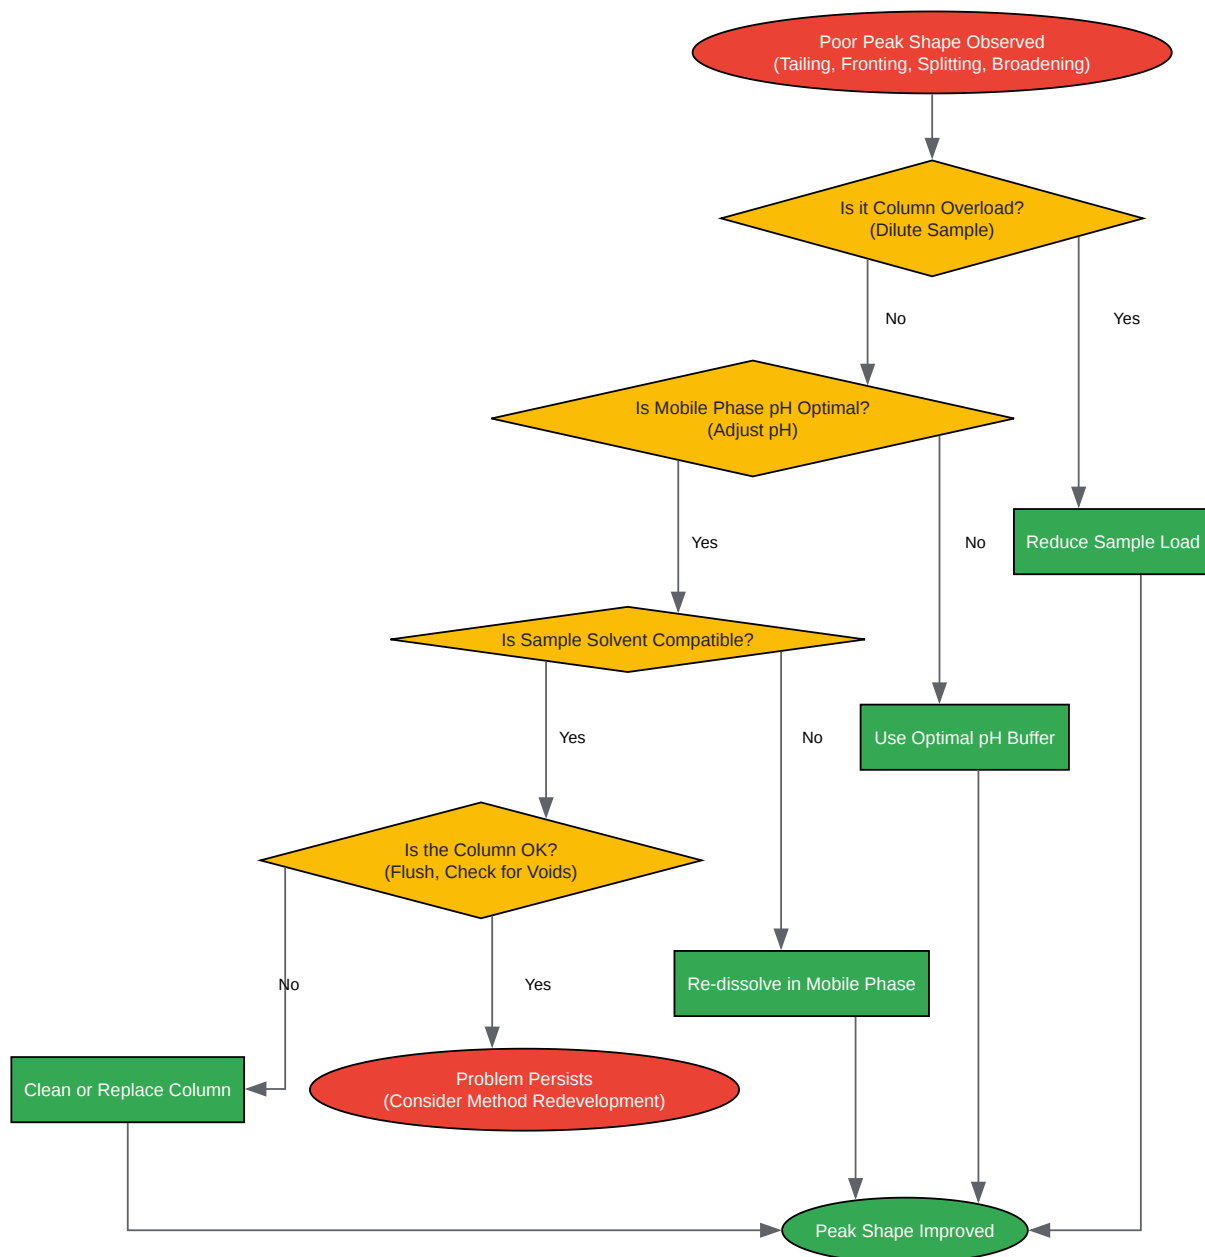 Poor Peak Shape Observed
(Tailing, Fronting, Splitting, Broadening)
Is it Column Overload?
(Dilute Sample)
No
Yes
Is Mobile Phase pH Optimal?
(Adjust pH)
Yes
No
Reduce Sample Load
Is Sample Solvent Compatible?
Yes
No
Use Optimal pH Buffer
Is the Column OK?
(Flush, Check for Voids)
No
Yes
Re-dissolve in Mobile Phase
Clean or Replace Column
Problem Persists
(Consider Method Redevelopment)
Peak Shape Improved